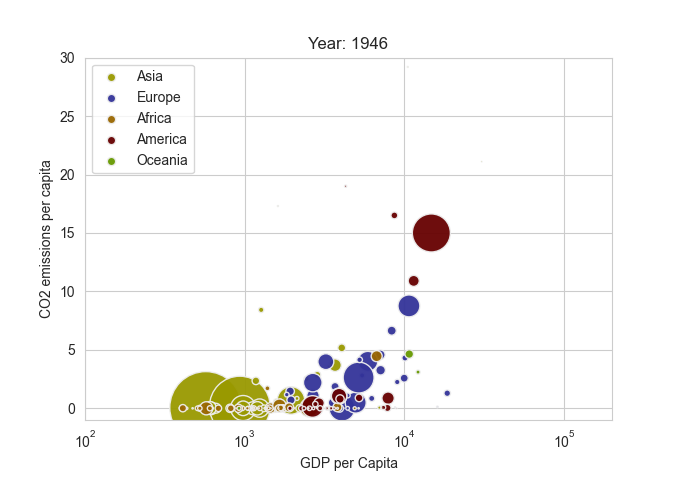 Year: 1946
30
25
20
15
10
5
0
CO2 emissions per capita
Asia
Europe
Africa
America
Oceania
10²
10³
10⁴
10⁵
GDP per Capita